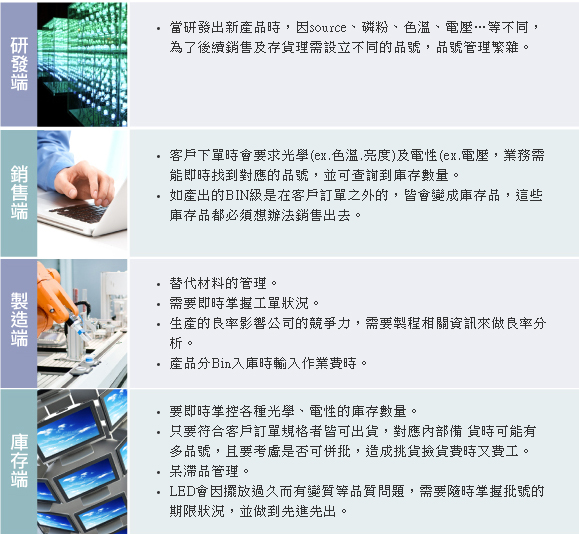 研發端
• 當研發出新產品時，因source、磷粉、色溫、電壓…等不同，
為了後續銷售及存貨理需設立不同的品號，品號管理繁雜。
銷售端
• 客戶下單時會要求光學(ex.色溫.亮度)及電性(ex.電壓，業務需
能即時找到對應的品號，並可查詢到庫存數量。
• 如產出的BIN級是在客戶訂單之外的，皆會變成庫存品，這些
庫存品都必須想辦法銷售出去。
製造端
• 替代材料的管理。
• 需要即時掌握工單狀況。
• 生產的良率影響公司的競爭力，需要製程相關資訊來做良率分
析。
• 產品分Bin入庫時輸入作業費時。
庫存端
• 要即時掌控各種光學、電性的庫存數量。
• 只要符合客戶訂單規格者皆可出貨，對應內部備 貨時可能有
多品號，且要考慮是否可併批，造成挑貨撿貨費時又費工。
• 呆滯品管理。
• LED會因擺放過久而有變質等品質問題，需要隨時掌握批號的
期限狀況，並做到先進先出。